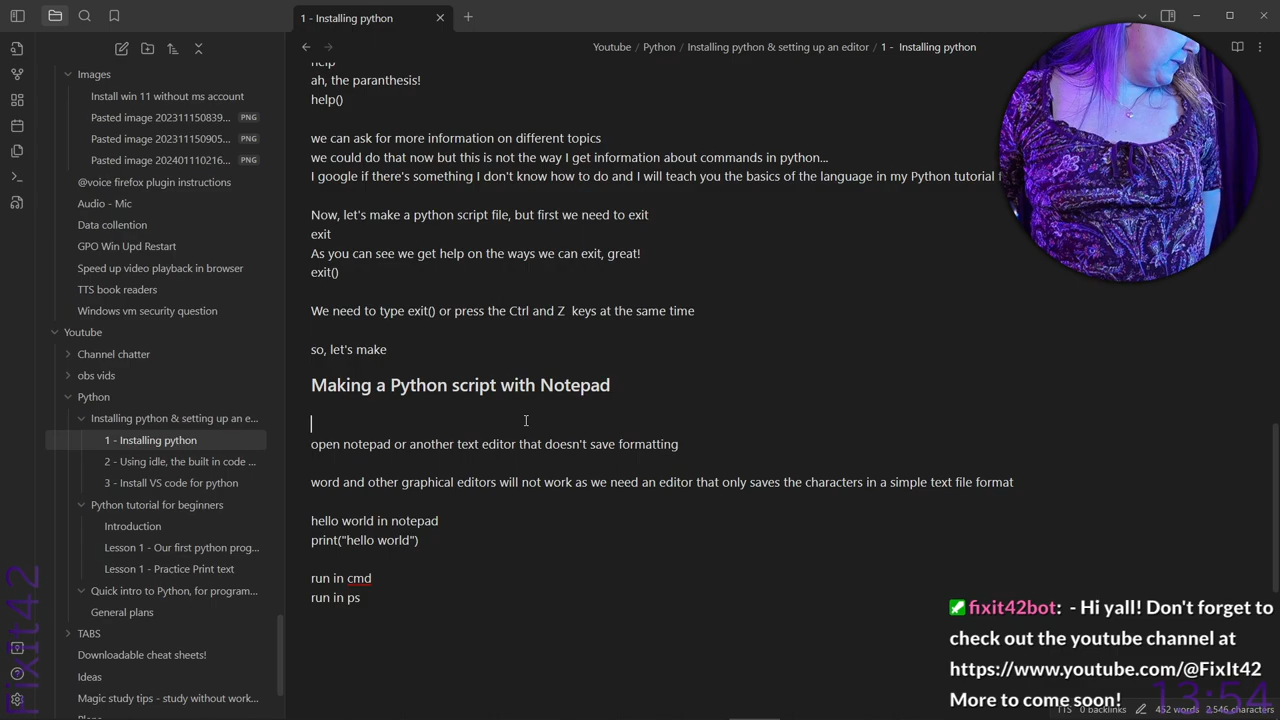 1 - Installing python
Youtube / Python / Installing python & setting up an editor / 1 - Installing python
Images
Install win 11 without ms account
Pasted image 202311150839... PNG
Pasted image 202311150905... PNG
Pasted image 202401110216... PNG
@voice firefox plugin instructions
Audio - Mic
Data collention
GPO Win Upd Restart
Speed up video playback in browser
TTS book readers
Windows vm security question
Youtube
Channel chatter
obs vids
Python
Installing python & setting up an e...
1 - Installing python
2 - Using idle, the built in code ...
3 - Install VS code for python
Python tutorial for beginners
Introduction
Lesson 1 - Our first python prog...
Lesson 1 - Practice Print text
Quick intro to Python, for program...
General plans
TABS
Downloadable cheat sheets!
Ideas
Magic study tips - study without work...
Plans
help
ah, the paranthesis!
help()
we can ask for more information on different topics
we could do that now but this is not the way I get information about commands in python...
I google if there's something I don't know how to do and I will teach you the basics of the language in my Python tutorial
Now, let's make a python script file, but first we need to exit
exit
As you can see we get help on the ways we can exit, great!
exit()
We need to type exit() or press the Ctrl and Z keys at the same time
so, let's make
Making a Python script with Notepad
open notepad or another text editor that doesn't save formatting
word and other graphical editors will not work as we need an editor that only saves the characters in a simple text file format
hello world in notepad
print("hello world")
run in cmd
run in ps
fixit42bot: - Hi yall! Don't forget to
check out the youtube channel at
https://www.youtube.com/@FixIt42
More to come soon!
13:54
TTS 0 backlinks 452 words 2,546 characters
Fixit42